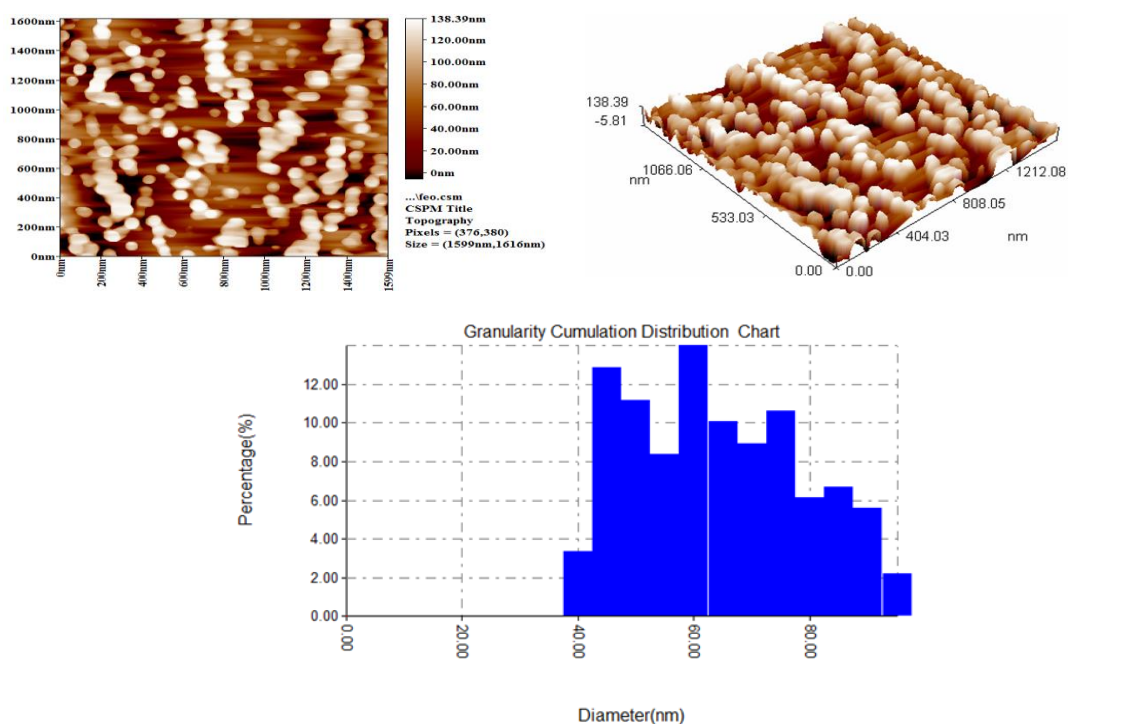 1600nm
1400nm
1200nm
1000nm
800nm
600nm
400nm
200nm
0nm
0nm
200nm
400nm
600nm
800nm
1000nm
1200nm
1400nm
1599nm
138.39nm
120.00nm
100.00nm
80.00nm
60.00nm
40.00nm
20.00nm
0nm
...\feo.csm
CSPM Title
Topography
Pixels = (376,380)
Size = (1599nm,1616nm)
138.39
-5.81
1066.06
nm
533.03
0.00
0.00
404.03
808.05
1212.08
nm
Granularity Cumulation Distribution Chart
Percentage(%)
12.00
10.00
8.00
6.00
4.00
2.00
0.00
0.00
20.00
40.00
60.00
80.00
Diameter(nm)